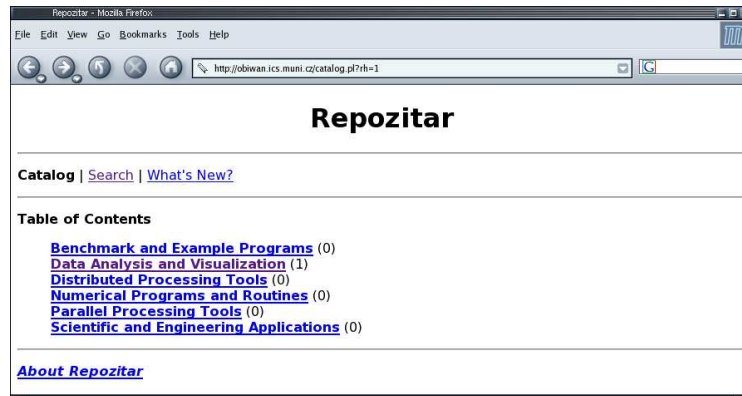 Repozitar - Mozilla Firefox
File Edit View Go Bookmarks Tools Help
http://obiwan.ics.muni.cz/catalog.pl?rh=1
G
Repozitar
Catalog | Search | What's New?
Table of Contents
Benchmark and Example Programs (0)
Data Analysis and Visualization (1)
Distributed Processing Tools (0)
Numerical Programs and Routines (0)
Parallel Processing Tools (0)
Scientific and Engineering Applications (0)
About Repozitar